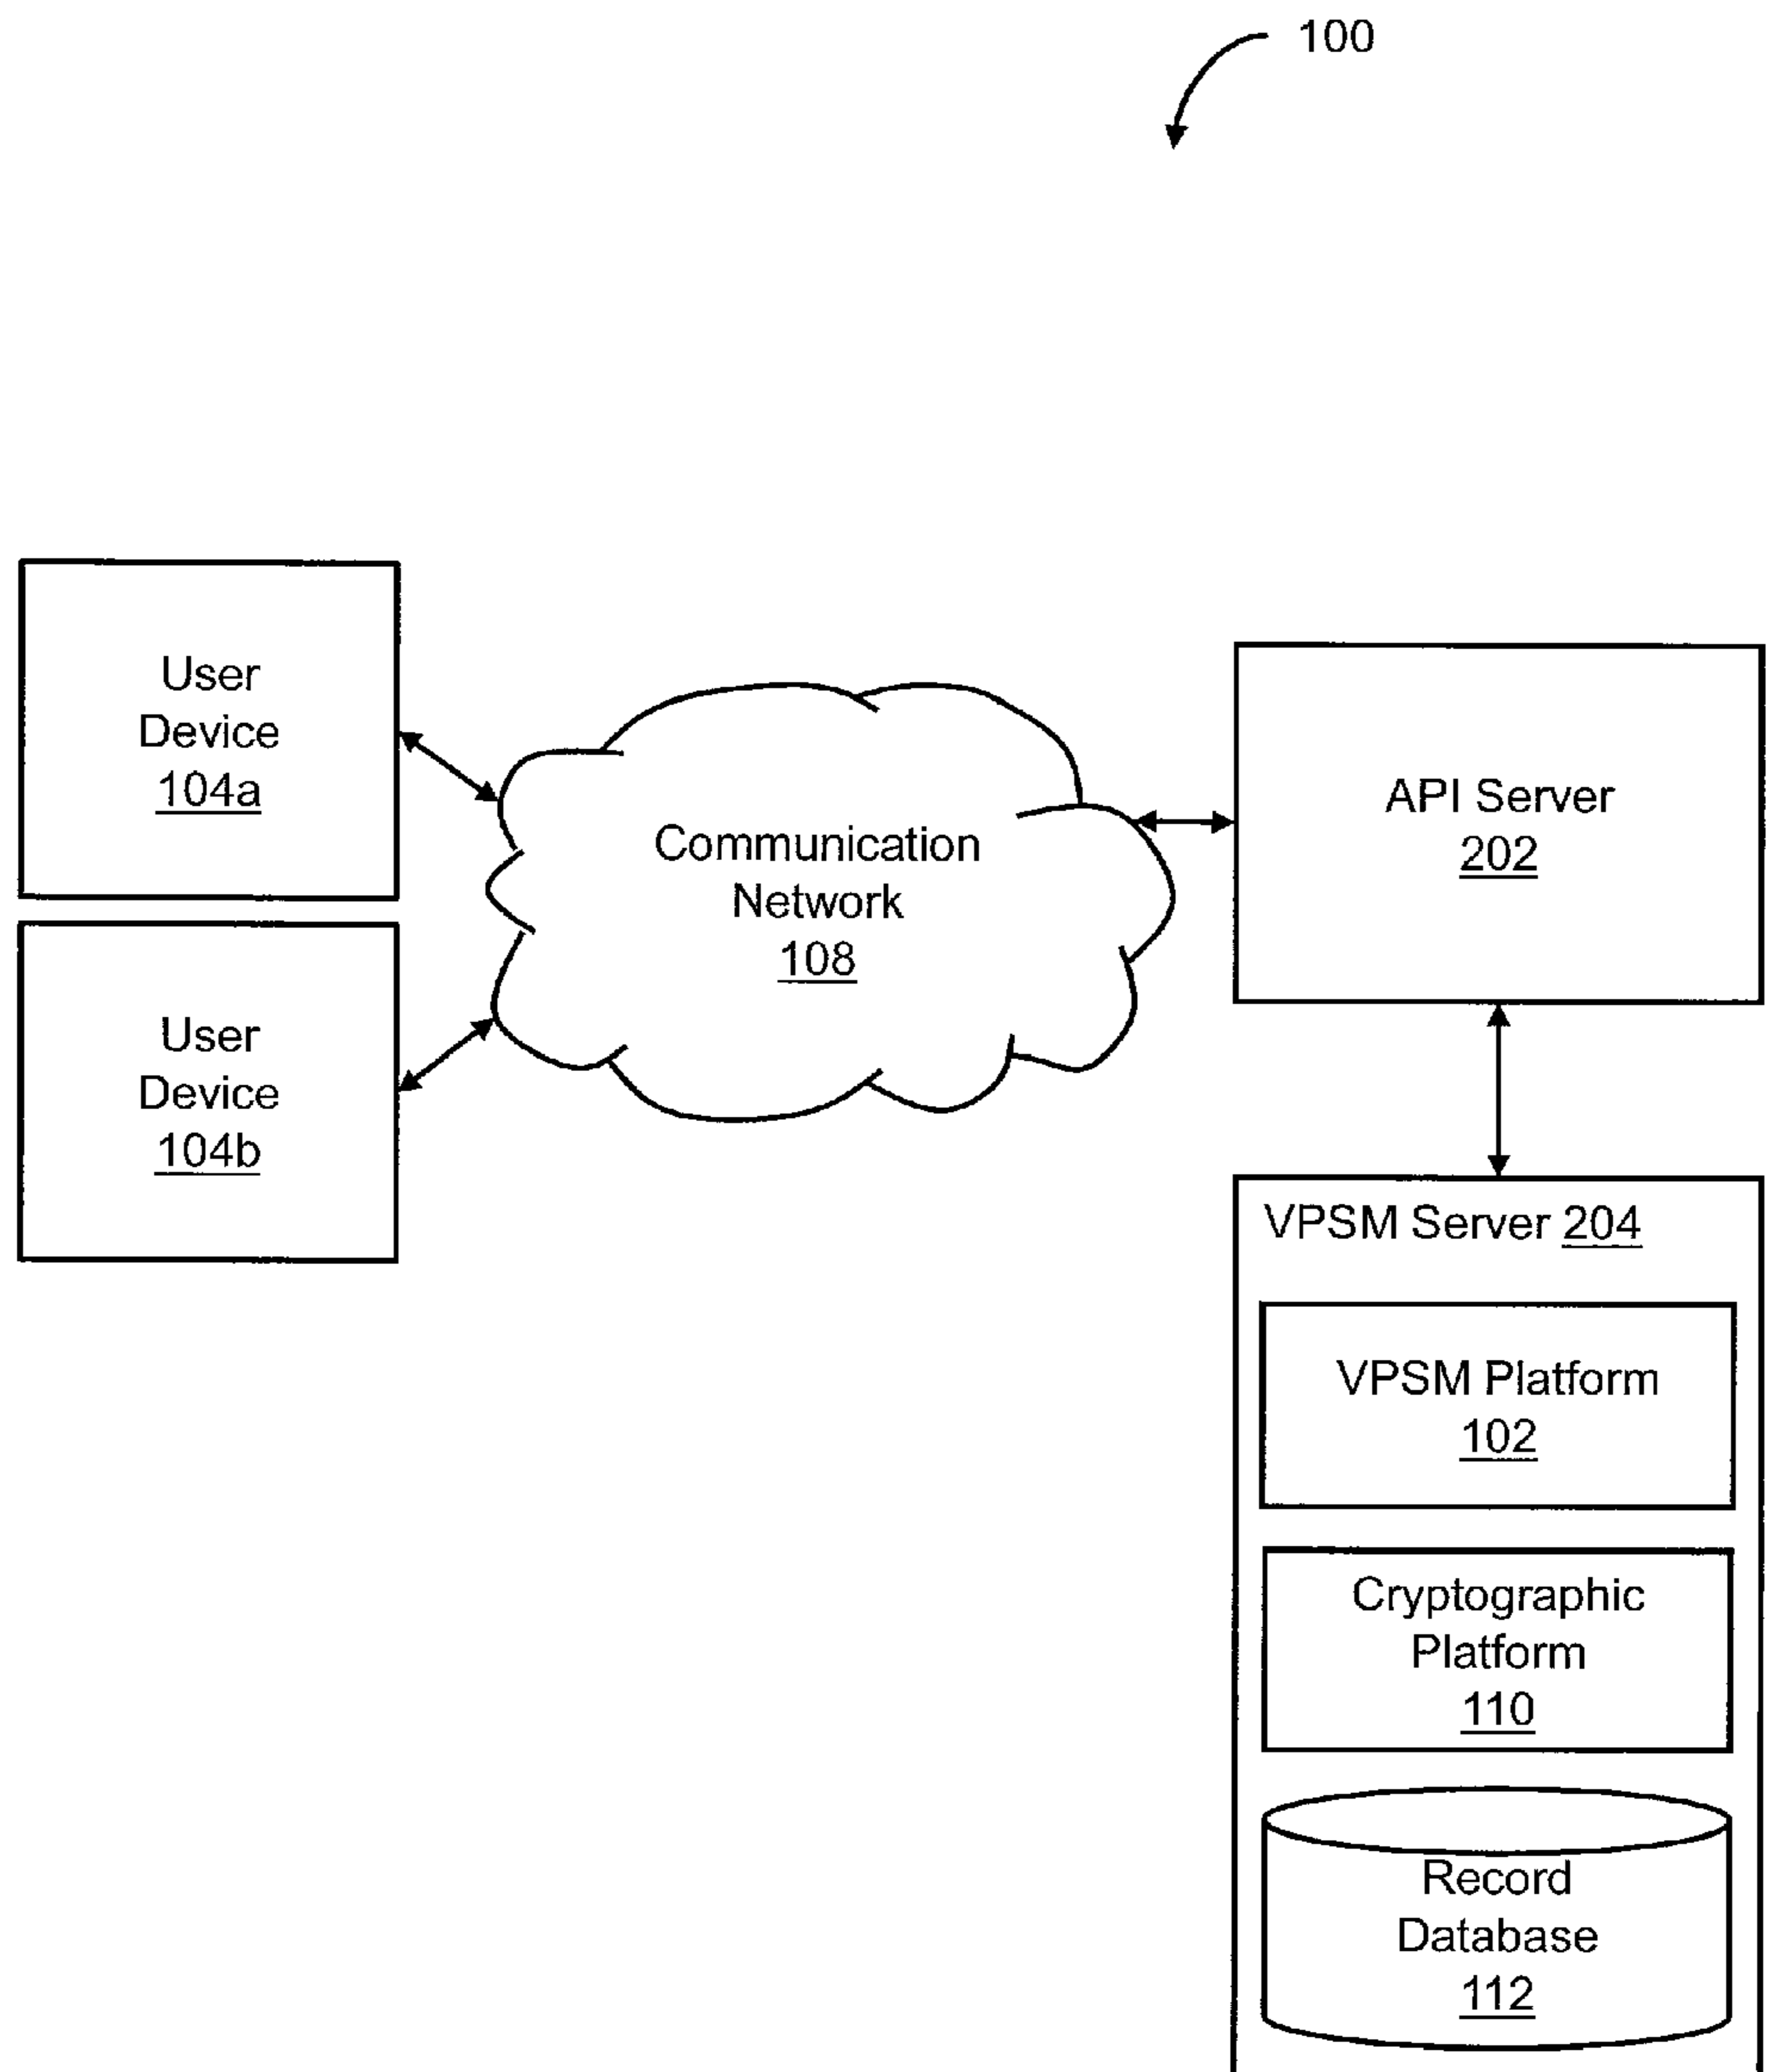 100
User
Device
104a
User
Device
104b
Communication
Network
108
API Server
202
VPSM Server 204
VPSM Platform
102
Cryptographic
Platform
110
Record
Database
112